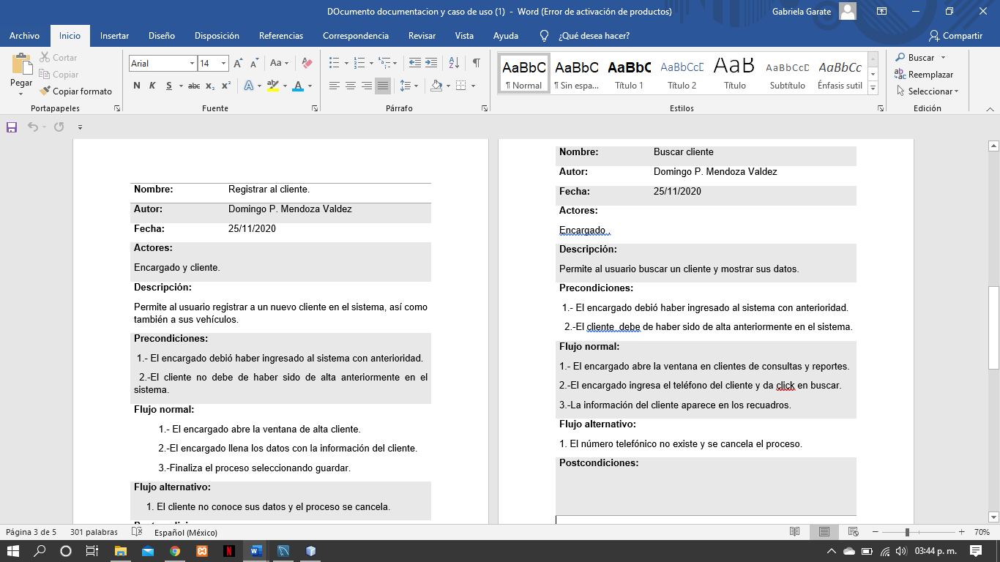 DOcumento documentacion y caso de uso (1) - Word (Error de activación de productos)
Gabriela Garate
Archivo Inicio Insertar Diseño Disposición Referencias Correspondencia Revisar Vista Ayuda ¿Qué desea hacer? Compartir
Pegar
Cortar
Copiar
Copiar formato
Portapapeles
Arial 14
Aa
N K S abc x₂ x²
Fuente
Párrafo
AaBbC AaBbCc AaBbC AaBbCcD AaB AaBbCcD AaBbCc
¶ Normal ¶ Sin espa... Título 1 Título 2 Título Subtítulo Énfasis sutil
Estilos
Buscar
Reemplazar
Seleccionar
Edición
Nombre: Registrar al cliente.
Autor: Domingo P. Mendoza Valdez
Fecha: 25/11/2020
Actores:
Encargado y cliente.
Descripción:
Permite al usuario registrar a un nuevo cliente en el sistema, así como
también a sus vehículos.
Precondiciones:
1.- El encargado debió haber ingresado al sistema con anterioridad.
2.-El cliente no debe de haber sido de alta anteriormente en el
sistema.
Flujo normal:
1.- El encargado abre la ventana de alta cliente.
2.-El encargado llena los datos con la información del cliente.
3.-Finaliza el proceso seleccionando guardar.
Flujo alternativo:
1. El cliente no conoce sus datos y el proceso se cancela.
Nombre: Buscar cliente
Autor: Domingo P. Mendoza Valdez
Fecha: 25/11/2020
Actores:
Encargado .
Descripción:
Permite al usuario buscar un cliente y mostrar sus datos.
Precondiciones:
1.- El encargado debió haber ingresado al sistema con anterioridad.
2.-El cliente  debe de haber sido de alta anteriormente en el sistema.
Flujo normal:
1.- El encargado abre la ventana en clientes de consultas y reportes.
2.-El encargado ingresa el teléfono del cliente y da click en buscar.
3.-La información del cliente aparece en los recuadros.
Flujo alternativo:
1. El número telefónico no existe y se cancela el proceso.
Postcondiciones:
Página 3 de 5 301 palabras Español (México) 70%
03:44 p. m.